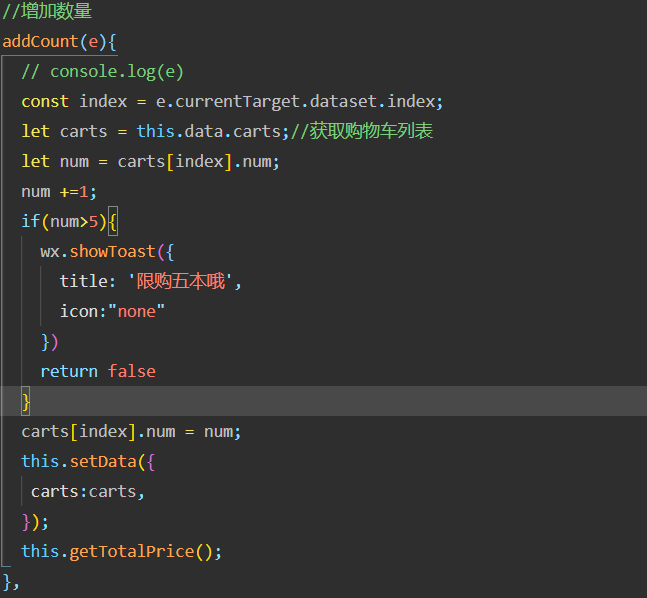 //增加数量
addCount(e){
// console.log(e)
const index = e.currentTarget.dataset.index;
let carts = this.data.carts;//获取购物车列表
let num = carts[index].num;
num +=1;
if(num>5){
wx.showToast({
title: '限购五本哦',
icon:"none"
})
return false
}
carts[index].num = num;
this.setData({
carts:carts,
});
this.getTotalPrice();
},